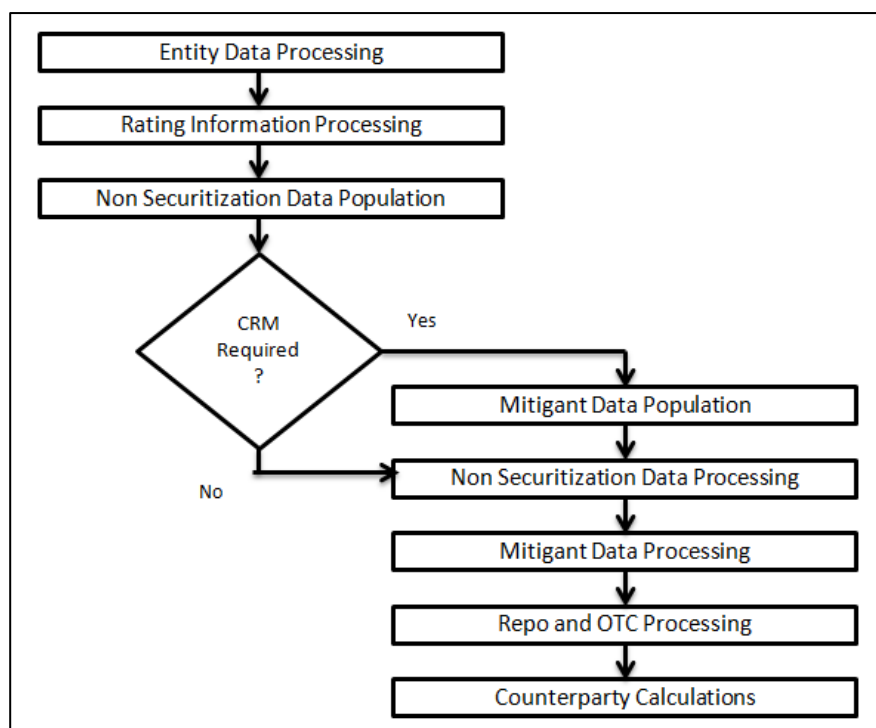 Entity Data Processing
Rating Information Processing
Non Securitization Data Population
CRM
Required
?
Yes
No
Mitigant Data Population
Non Securitization Data Processing
Mitigant Data Processing
Repo and OTC Processing
Counterparty Calculations